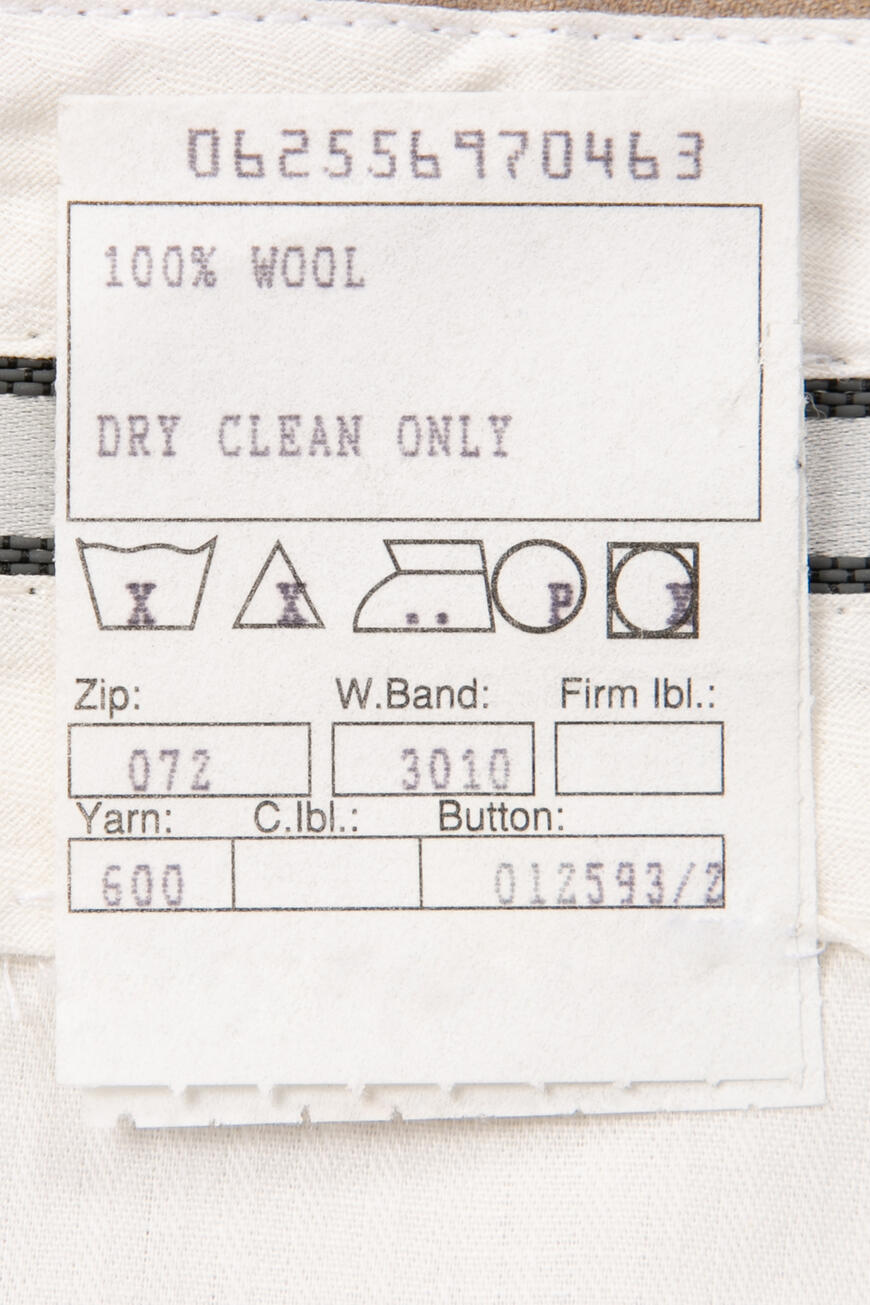 062556970463
100% WOOL
DRY CLEAN ONLY
X X .. P
Zip: W.Band: Firm lbl.:
072 3010
Yarn: C.lbl.: Button:
600 012593/2